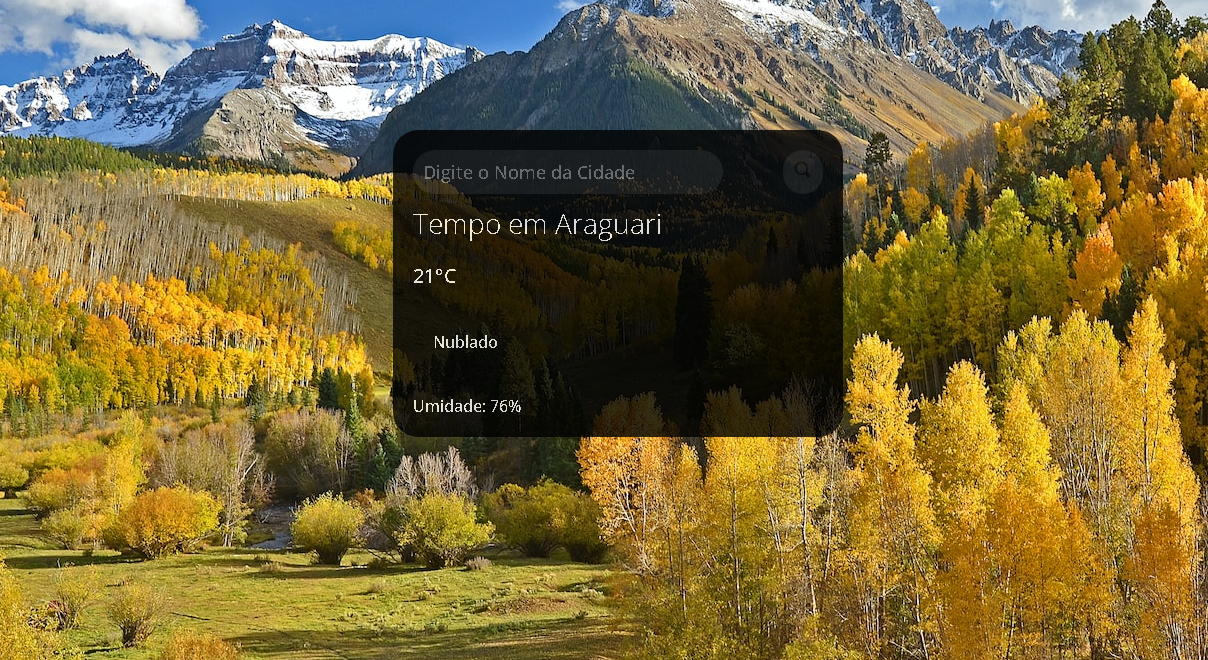 Digite o Nome da Cidade
Tempo em Araguari
21°C
Nublado
Umidade: 76%